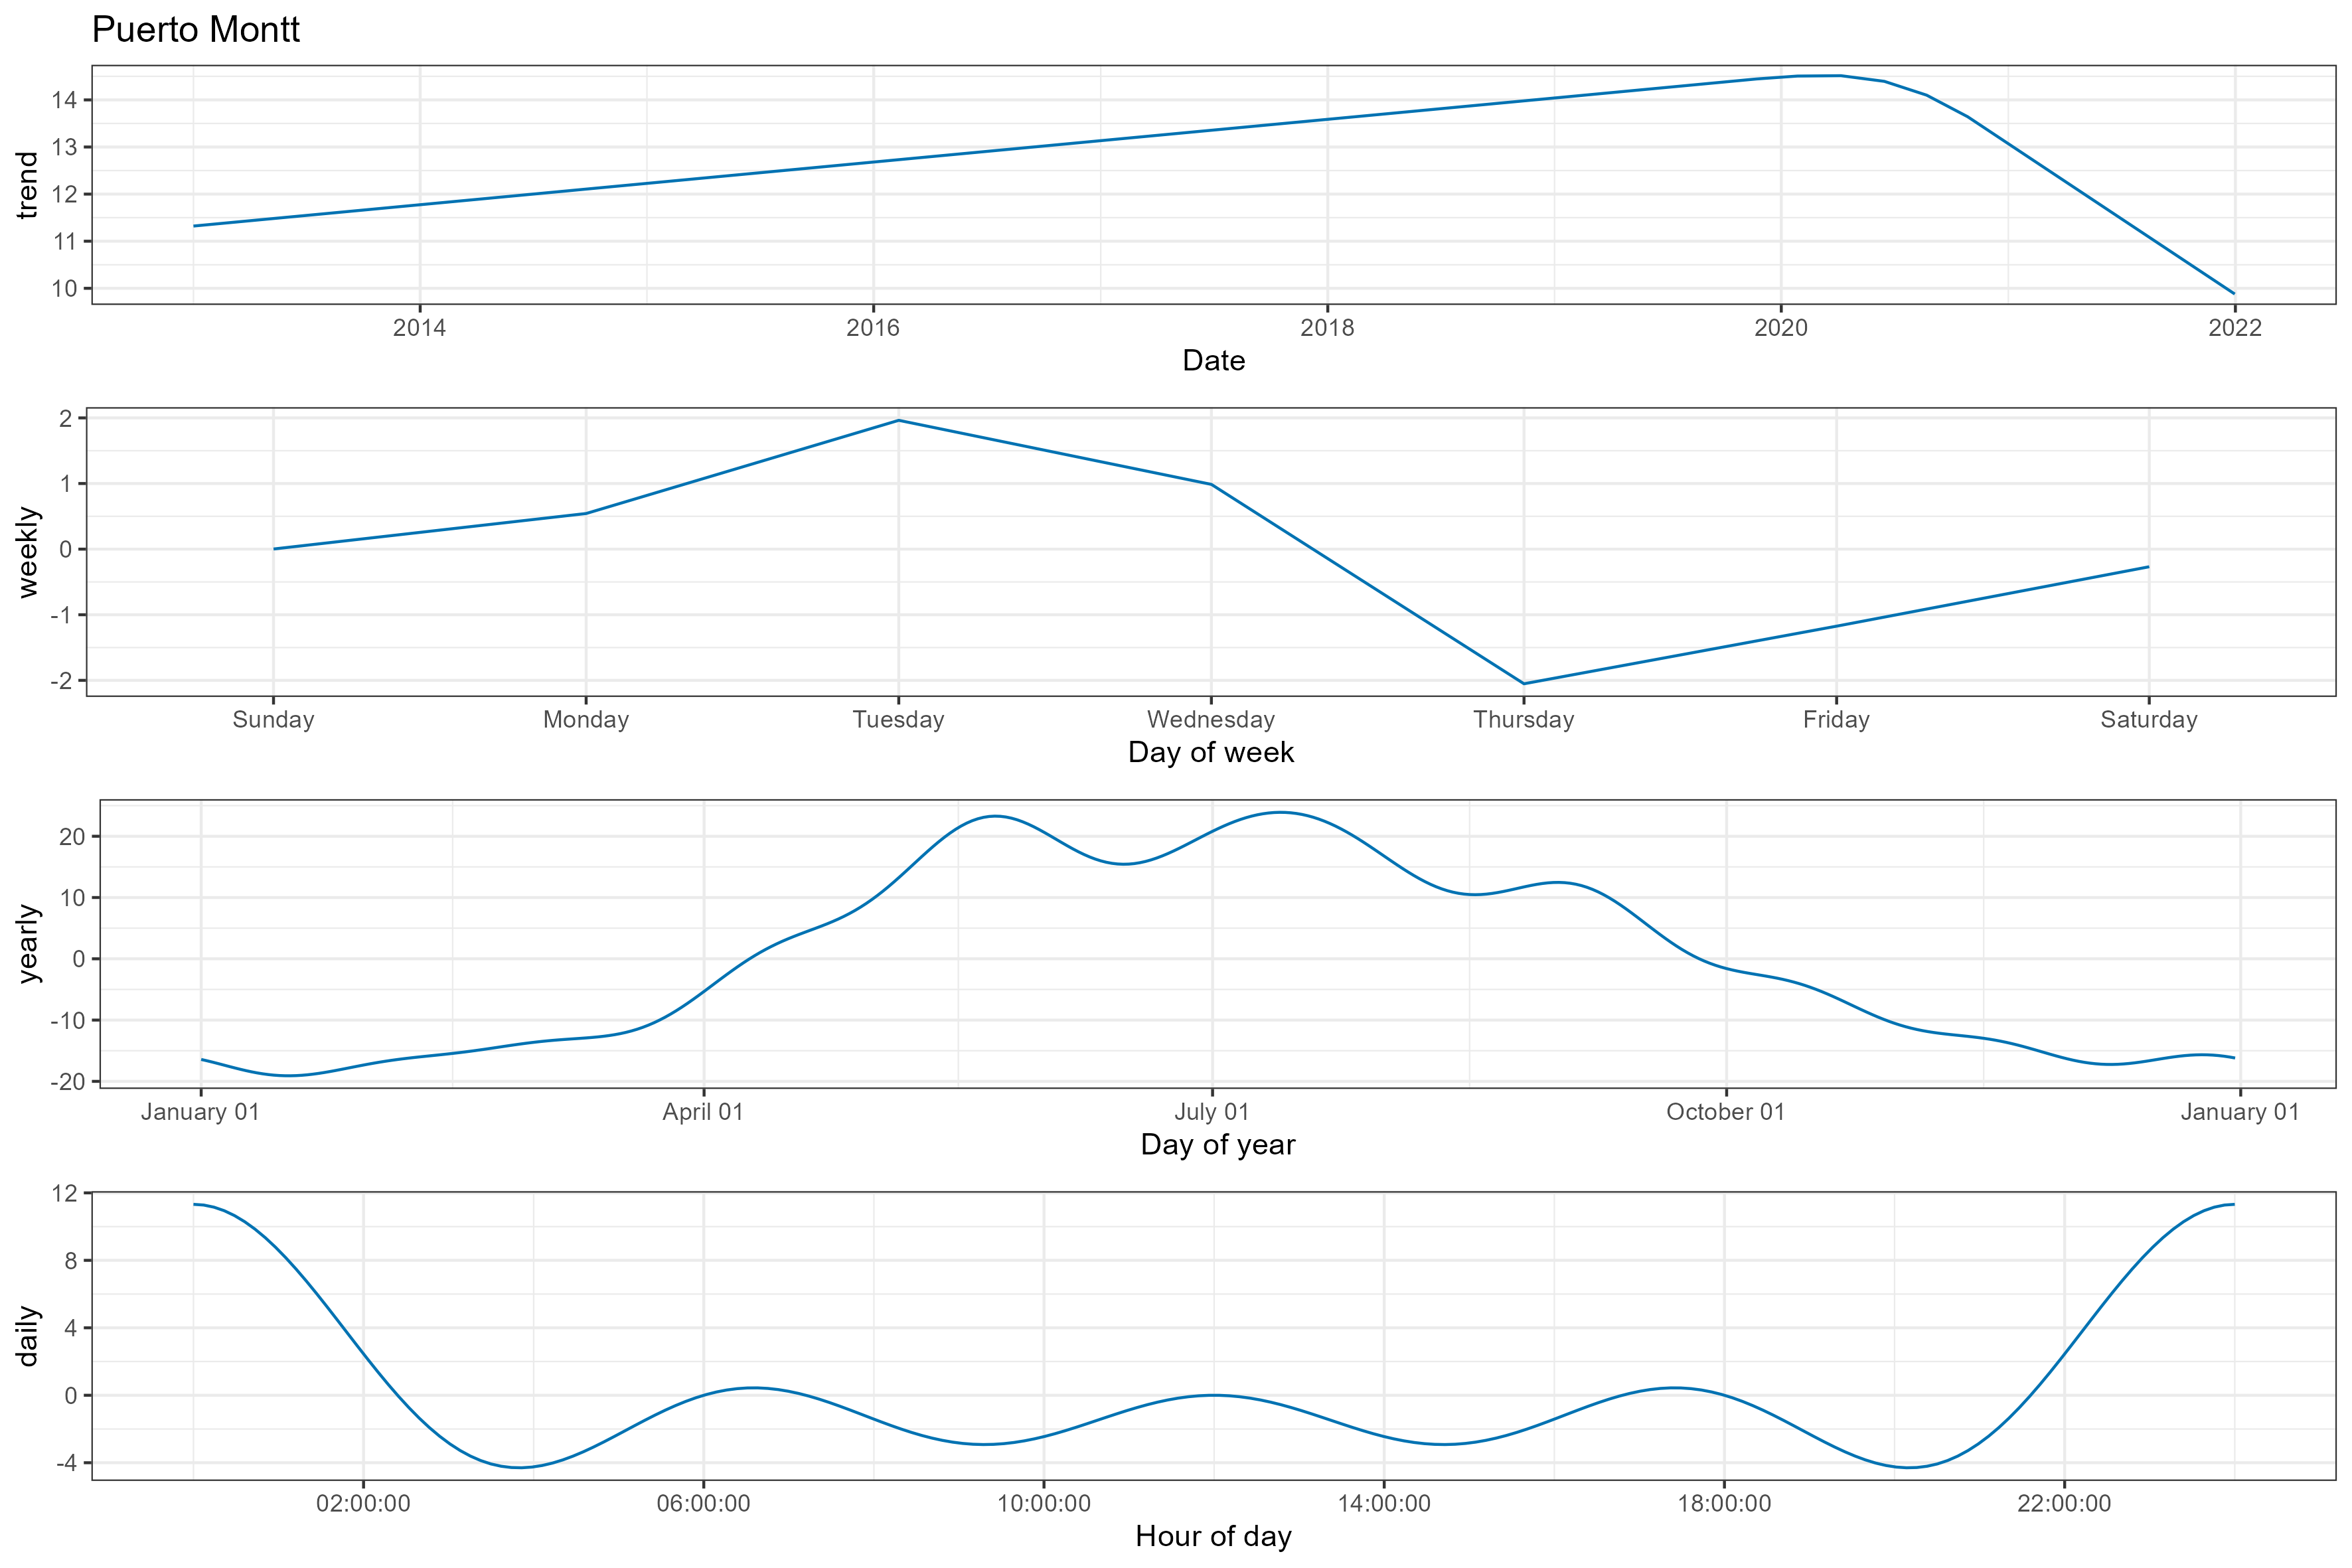 Puerto Montt
trend
14
13
12
11
10
2014 2016 2018 2020 2022
Date
weekly
2
1
0
-1
-2
Sunday Monday Tuesday Wednesday Thursday Friday Saturday
Day of week
yearly
20
10
0
-10
-20
January 01 April 01 July 01 October 01 January 01
Day of year
daily
12
8
4
0
-4
02:00:00 06:00:00 10:00:00 14:00:00 18:00:00 22:00:00
Hour of day